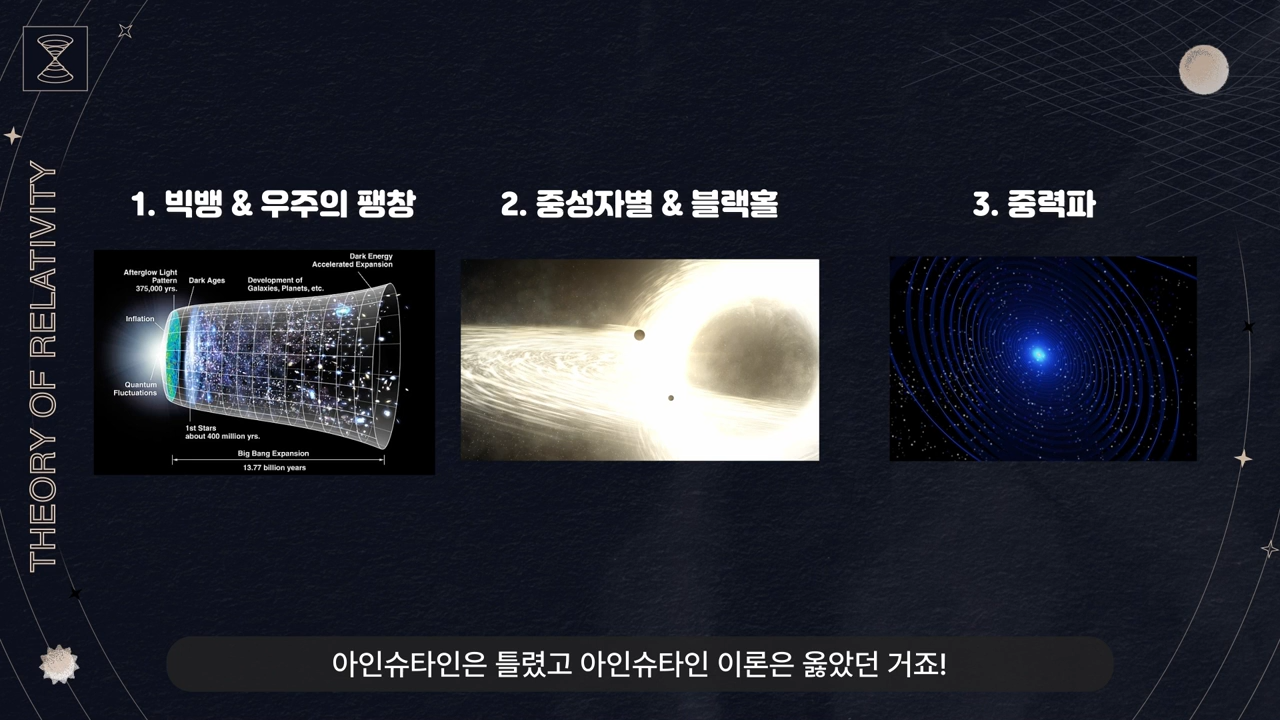 THEORY OF RELATIVITY
1. 빅뱅 & 우주의 팽창
Dark Energy
Accelerated Expansion
Afterglow Light
Pattern
375,000 yrs.
Dark Ages
Development of
Galaxies, Planets, etc.
Inflation
Quantum
Fluctuations
1st Stars
about 400 million yrs.
Big Bang Expansion
13.77 billion years
2. 중성자별 & 블랙홀
3. 중력파
아인슈타인은 틀렸고 아인슈타인 이론은 옳았던 거죠!